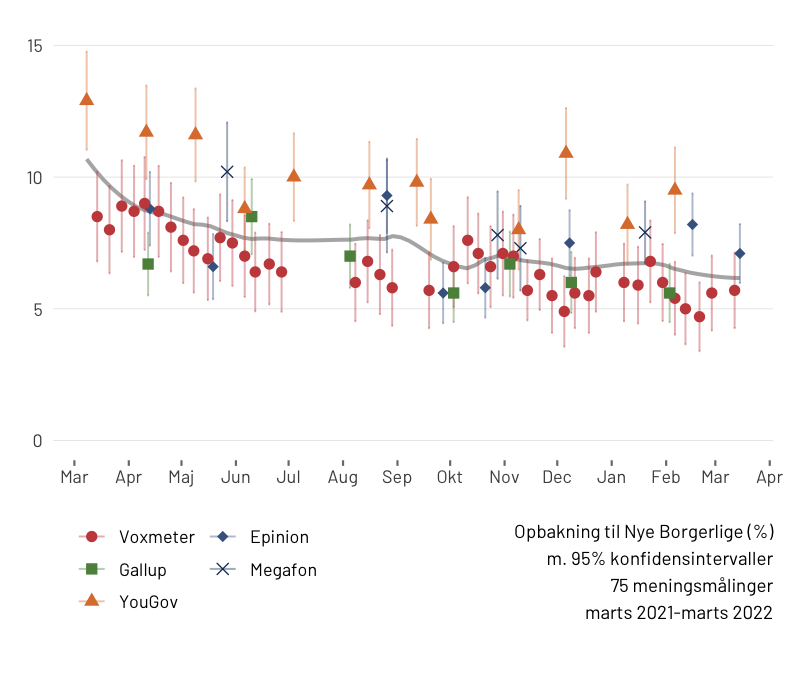 15
10
5
0
Mar Apr Maj Jun Jul Aug Sep Okt Nov Dec Jan Feb Mar Apr
Voxmeter Epinion
Gallup Megafon
YouGov
Opbakning til Nye Borgerlige (%)
m. 95% konfidensintervaller
75 meningsmålinger
marts 2021-marts 2022